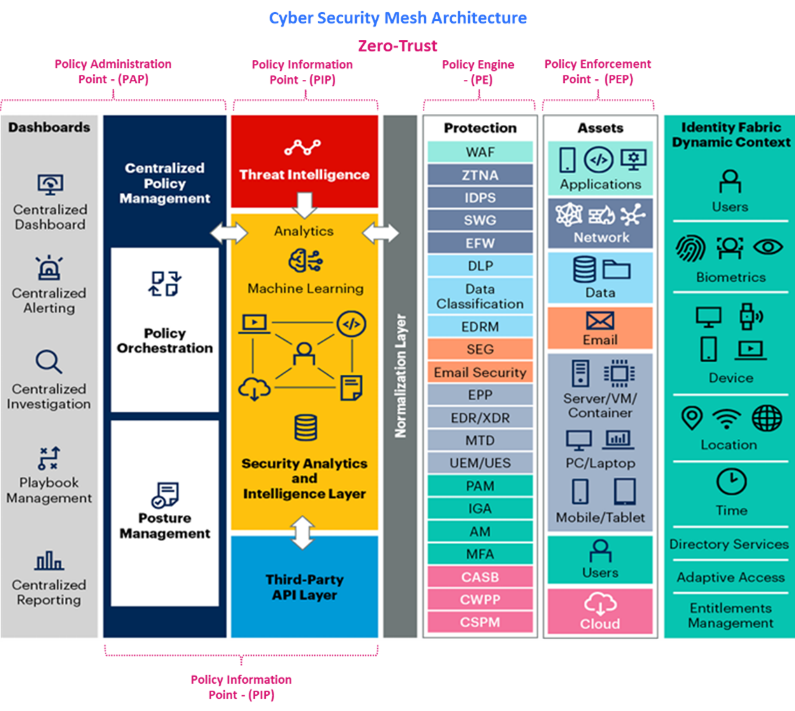 Cyber Security Mesh Architecture
Zero-Trust
Policy Administration
Point - (PAP)
Policy Information
Point - (PIP)
Policy Engine
- (PE)
Policy Enforcement
Point - (PEP)
Dashboards
Centralized
Dashboard
Centralized
Alerting
Centralized
Investigation
Playbook
Management
Centralized
Reporting
Centralized
Policy
Management
Policy
Orchestration
Posture
Management
Threat Intelligence
Analytics
Machine Learning
Security Analytics
and
Intelligence Layer
Third-Party
API Layer
Normalization Layer
Protection
WAF
ZTNA
IDPS
SWG
EFW
DLP
Data
Classification
EDRM
SEG
Email Security
EPP
EDR/XDR
MTD
UEM/UES
PAM
IGA
AM
MFA
CASB
CWPP
CSPM
Assets
Applications
Network
Data
Email
Server/VM/
Container
PC/Laptop
Mobile/Tablet
Users
Cloud
Identity Fabric
Dynamic Context
Users
Biometrics
Device
Location
Time
Directory Services
Adaptive Access
Entitlements
Management
Policy Information
Point - (PIP)